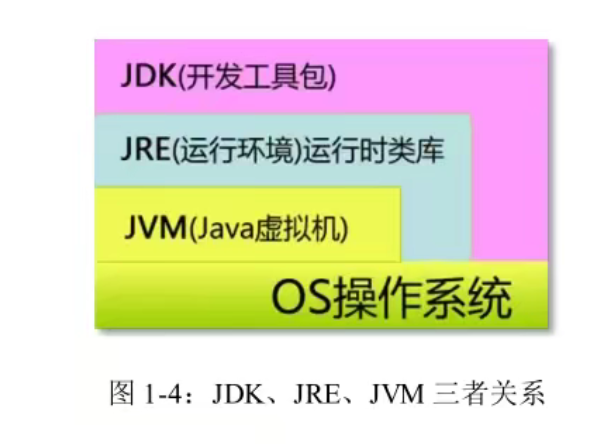 JDK(开发工具包)
JRE(运行环境)运行时类库
JVM(Java虚拟机)
OS操作系统
图 1-4：JDK、JRE、JVM 三者关系